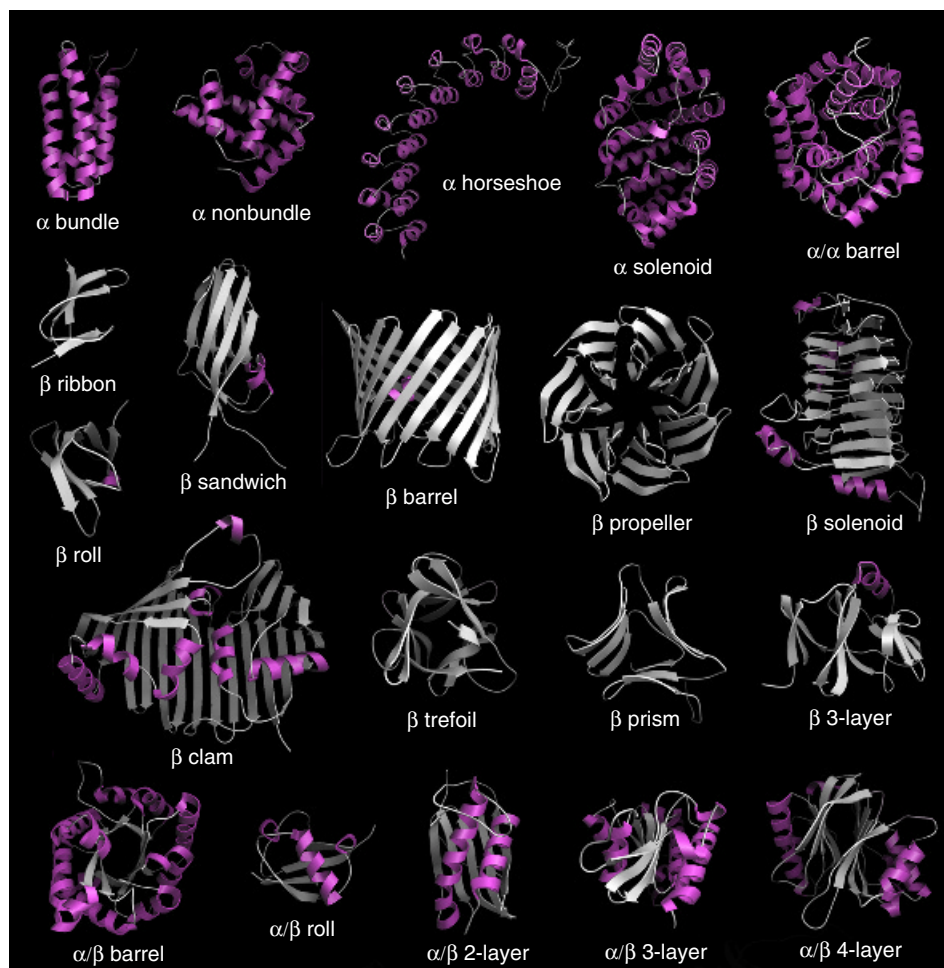 α bundle
α nonbundle
α horseshoe
α solenoid
α/α barrel
β ribbon
β sandwich
β barrel
β propeller
β solenoid
β roll
β clam
β trefoil
β prism
β 3-layer
α/β barrel
α/β roll
α/β 2-layer
α/β 3-layer
α/β 4-layer